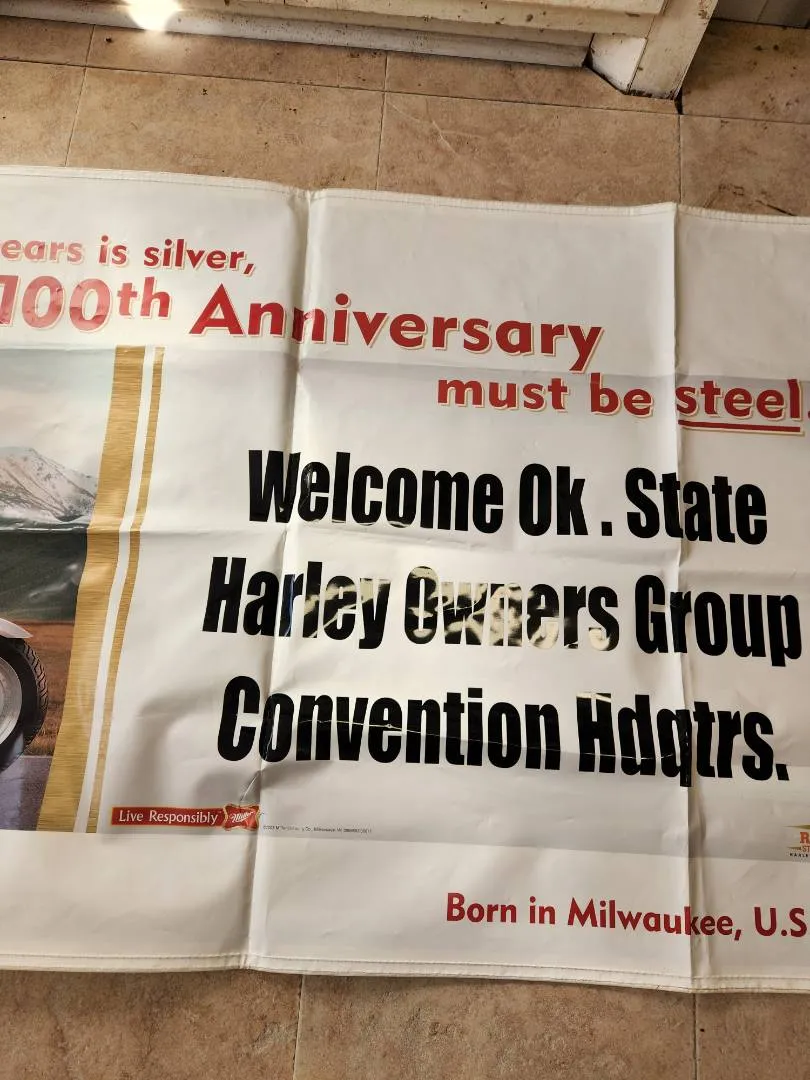 ears is silver,
100th Anniversary
must be steel.
Welcome Ok . State
Harley Owners Group
Convention Hdqtrs.
Live Responsibly
Miller
Born in Milwaukee, U.S